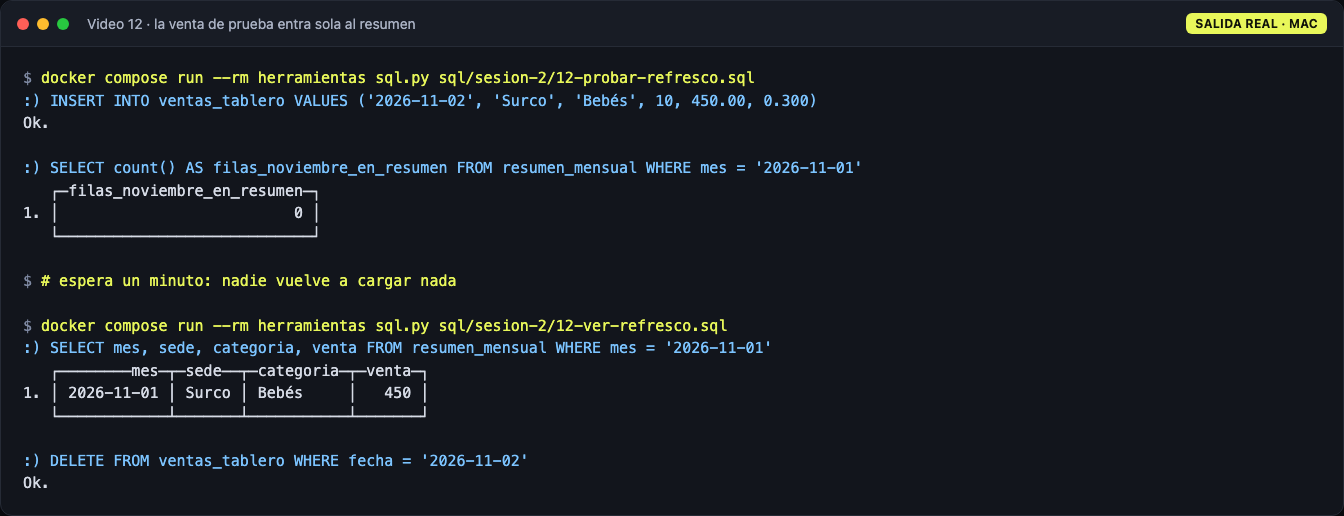 Video 12 · la venta de prueba entra sola al resumen
SALIDA REAL · MAC
$ docker compose run --rm herramientas sql.py sql/sesion-2/12-probar-refresco.sql
:) INSERT INTO ventas_tablero VALUES ('2026-11-02', 'Surco', 'Bebés', 10, 450.00, 0.300)
Ok.
:) SELECT count() AS filas_noviembre_en_resumen FROM resumen_mensual WHERE mes = '2026-11-01'
┌─filas_noviembre_en_resumen─┐
1. │ 0 │
└────────────────────────────┘
$ # espera un minuto: nadie vuelve a cargar nada
$ docker compose run --rm herramientas sql.py sql/sesion-2/12-ver-refresco.sql
:) SELECT mes, sede, categoria, venta FROM resumen_mensual WHERE mes = '2026-11-01'
┌────────mes─┬─sede──┬─categoria─┬─venta─┐
1. │ 2026-11-01 │ Surco │ Bebés │ 450 │
└────────────┴───────┴───────────┴───────┘
:) DELETE FROM ventas_tablero WHERE fecha = '2026-11-02'
Ok.